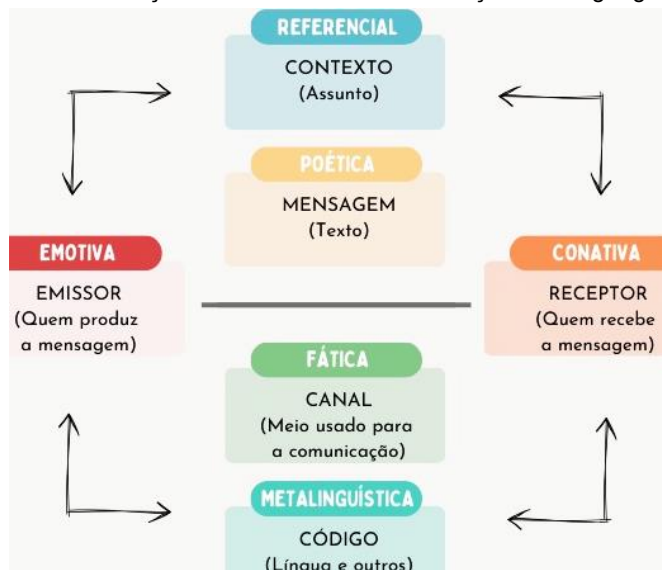 REFERENCIAL
CONTEXTO
(Assunto)
POÉTICA
MENSAGEM
(Texto)
EMOTIVA
EMISSOR
(Quem produz
a mensagem)
CONATIVA
RECEPTOR
(Quem recebe
a mensagem)
FÁTICA
CANAL
(Meio usado para
a comunicação)
METALINGUÍSTICA
CÓDIGO
(Língua e outros)